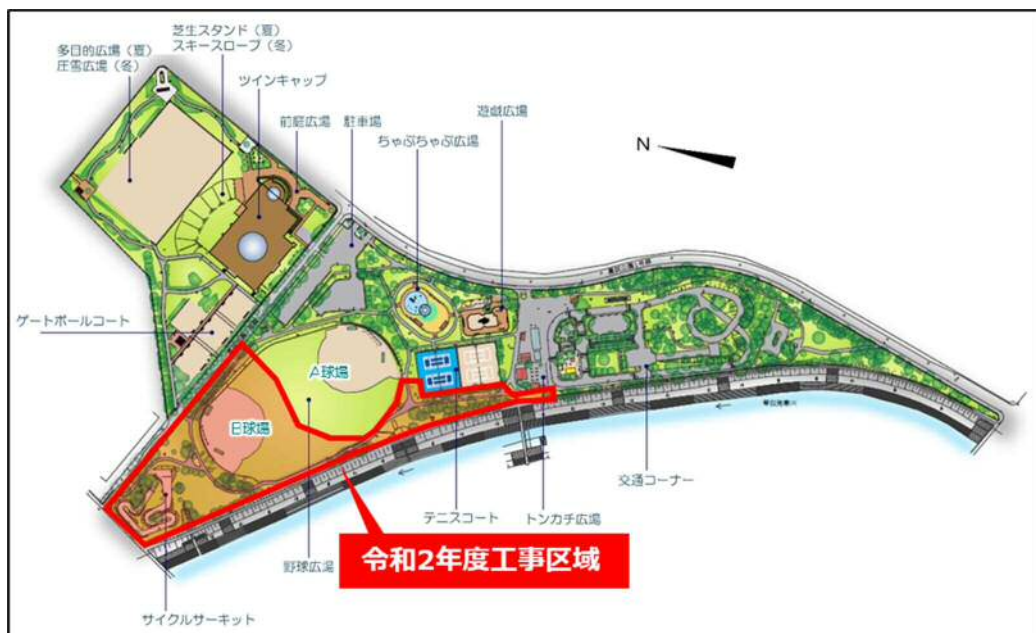 芝生スタンド（夏）
スキースロープ（冬）
多目的広場（夏）
圧雪広場（冬）
ツインキャップ
前庭広場
駐車場
遊戯広場
ちゃぷちゃぷ広場
N
ゲートボールコート
A球場
B球場
交通コーナー
テニスコート
トンカチ広場
野球広場
令和2年度工事区域
サイクルサーキット